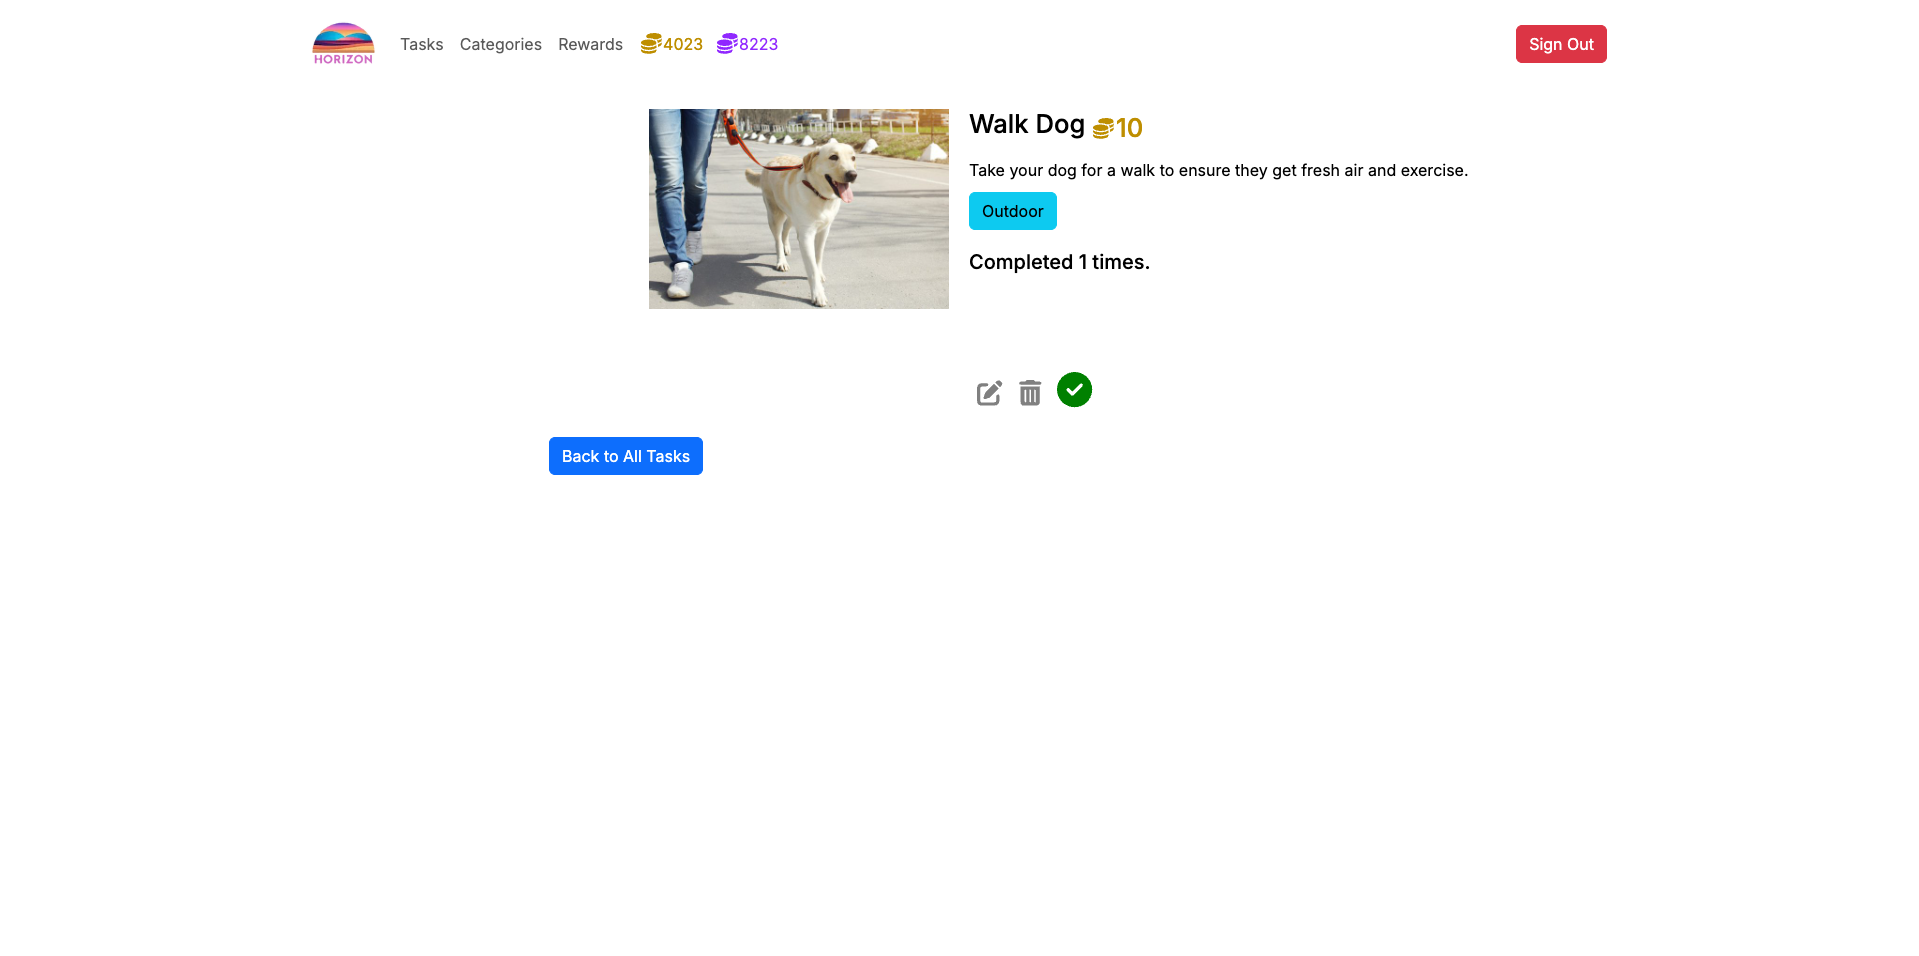 HORIZON
Tasks Categories Rewards 4023 8223 Sign Out
Walk Dog 10
Take your dog for a walk to ensure they get fresh air and exercise.
Outdoor
Completed 1 times.
Back to All Tasks